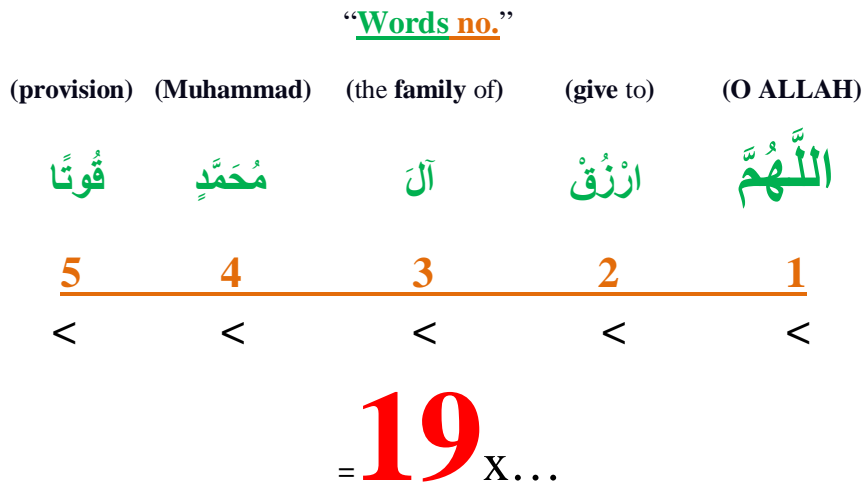 “Words no.”
(provision) (Muhammad) (the family of) (give to) (O ALLAH)
اللَّهُمَّ ارْزُقْ آلَ مُحَمَّدٍ قُوتًا
5 4 3 2 1
< < < < <
=19x...